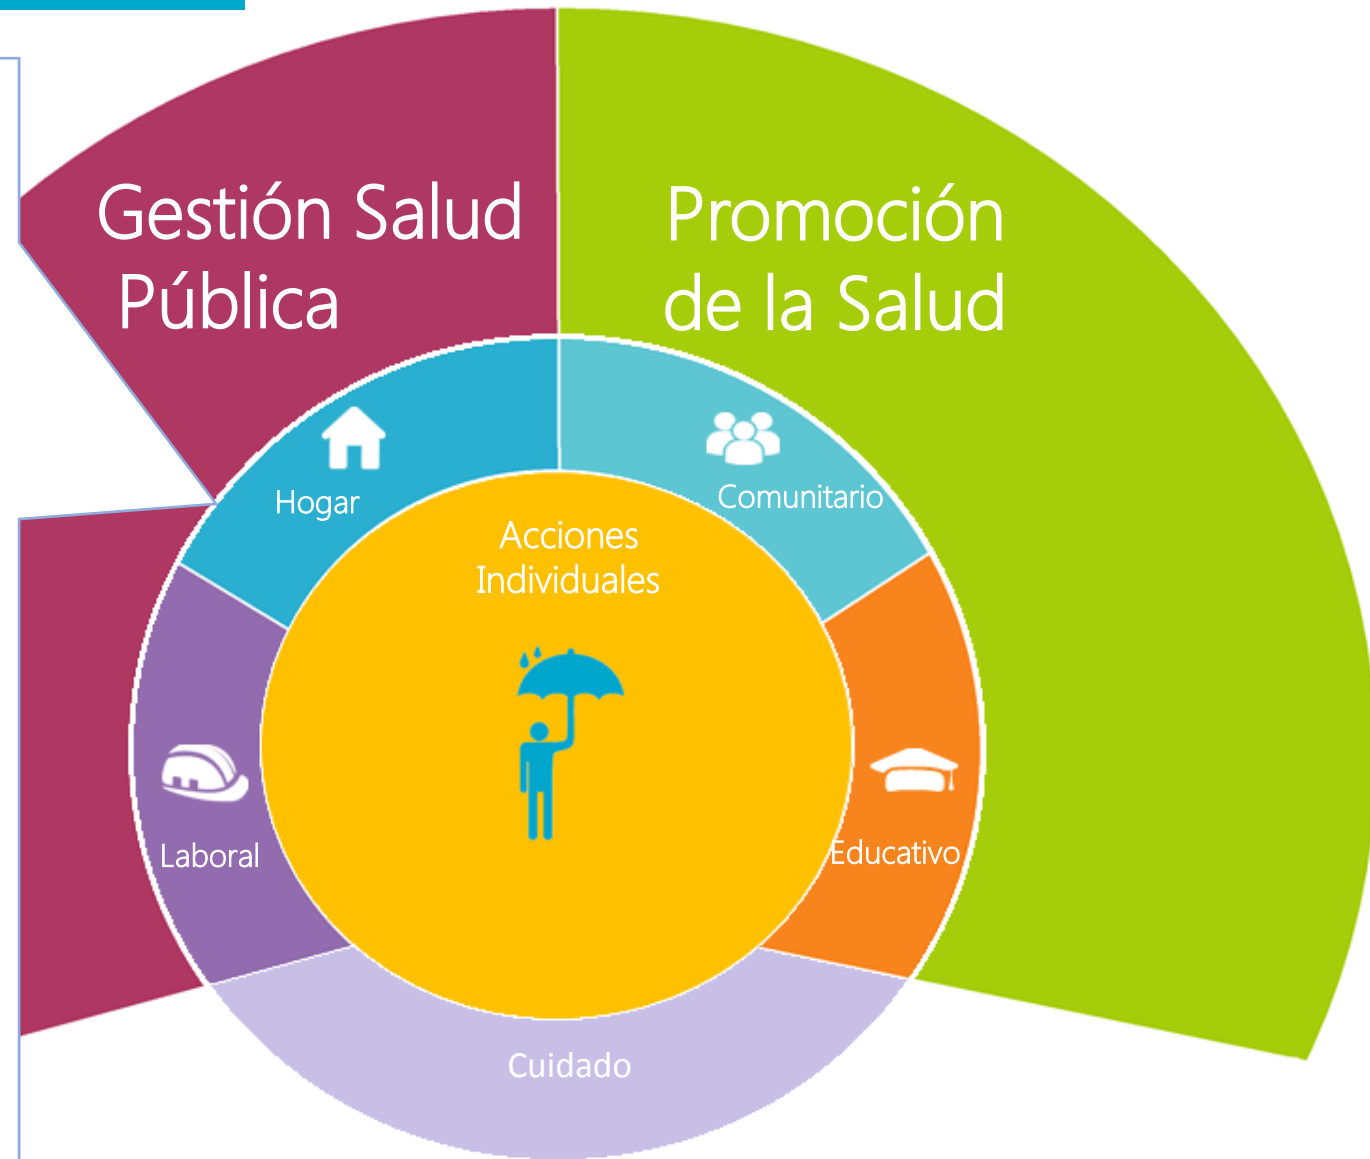 Gestión Salud
Pública
Promoción
de la Salud
Hogar
Comunitario
Acciones
Individuales
Laboral
Educativo
Cuidado